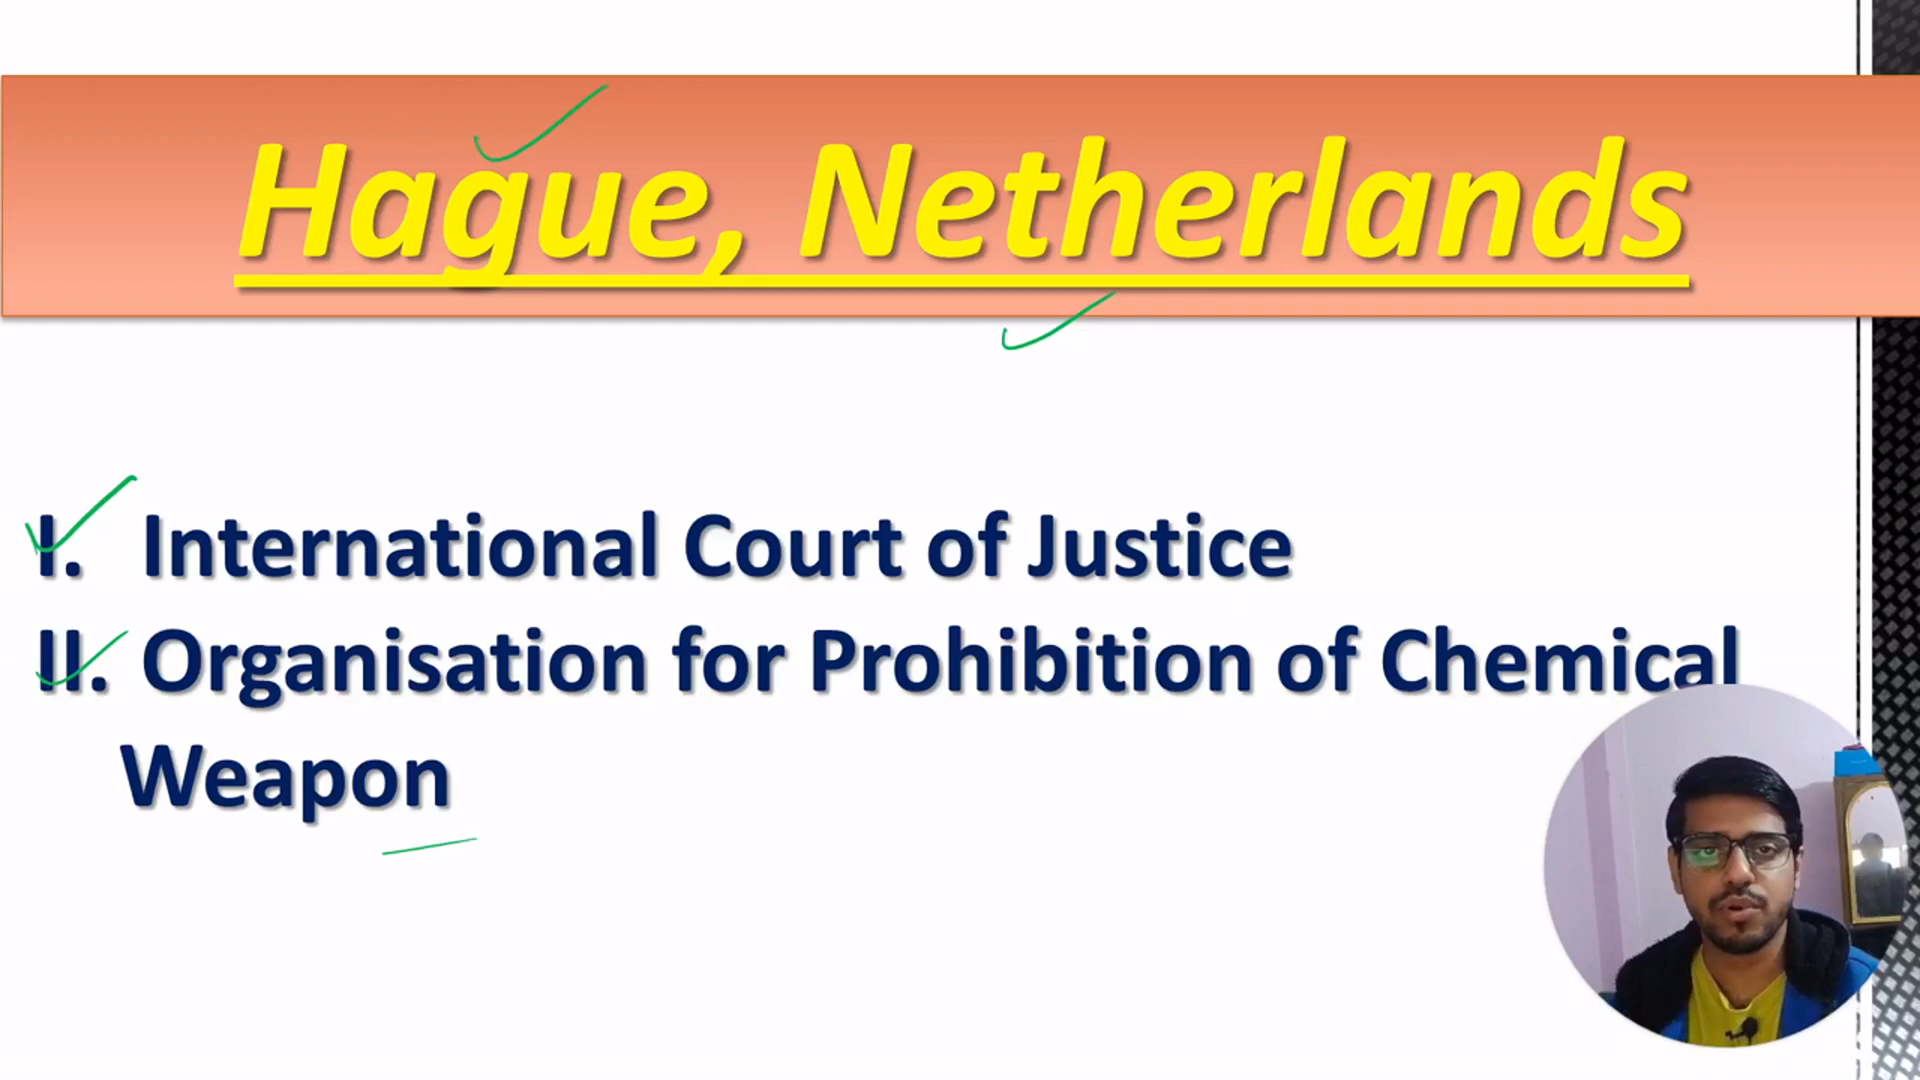 Hague, Netherlands
I. International Court of Justice
II. Organisation for Prohibition of Chemical
Weapon